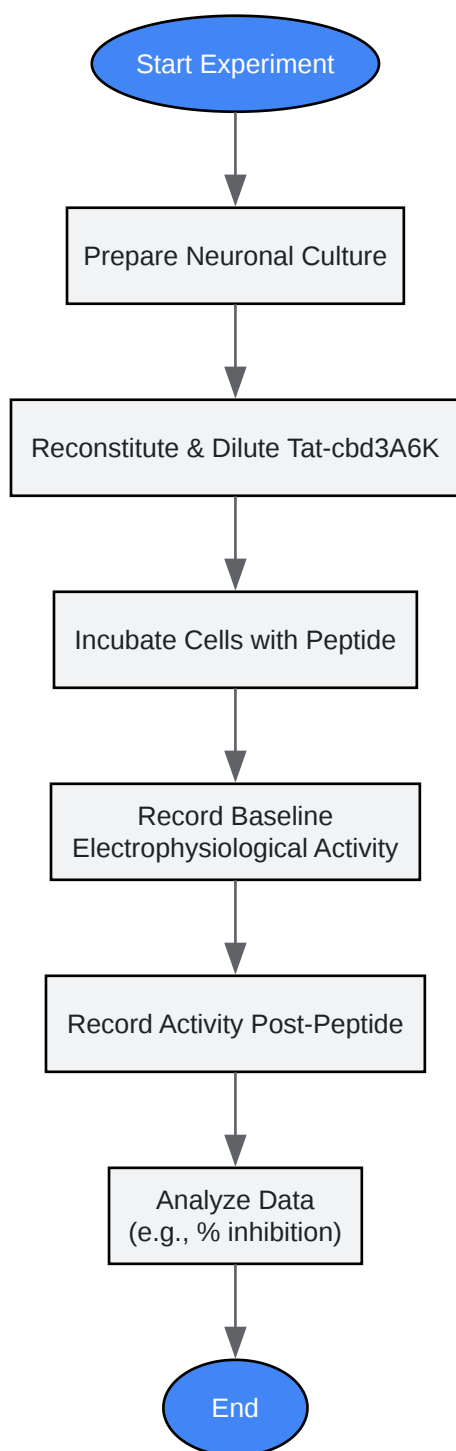 Start Experiment
Prepare Neuronal Culture
Reconstitute & Dilute Tat-cbd3A6K
Incubate Cells with Peptide
Record Baseline
Electrophysiological Activity
Record Activity Post-Peptide
Analyze Data
(e.g., % inhibition)
End